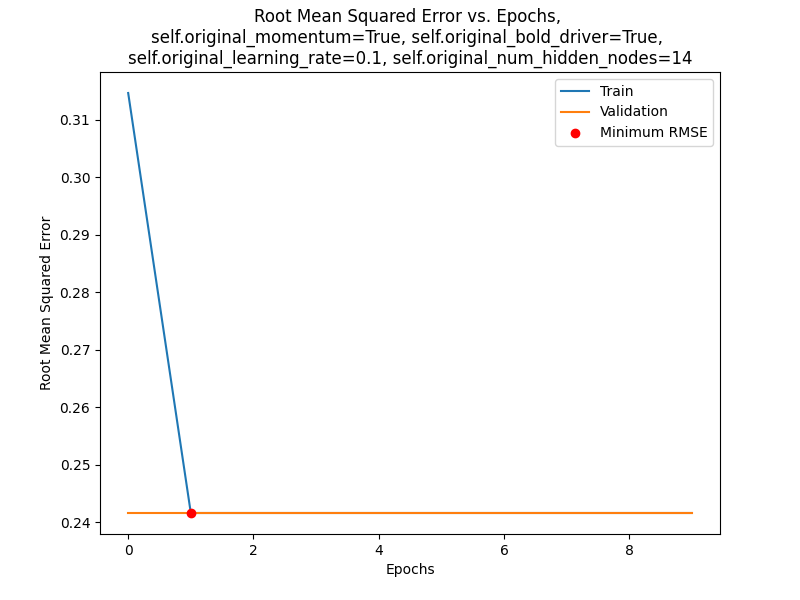 Root Mean Squared Error vs. Epochs,
self.original_momentum=True, self.original_bold_driver=True,
self.original_learning_rate=0.1, self.original_num_hidden_nodes=14
Train
Validation
Minimum RMSE
Root Mean Squared Error
0.31
0.30
0.29
0.28
0.27
0.26
0.25
0.24
0 2 4 6 8
Epochs